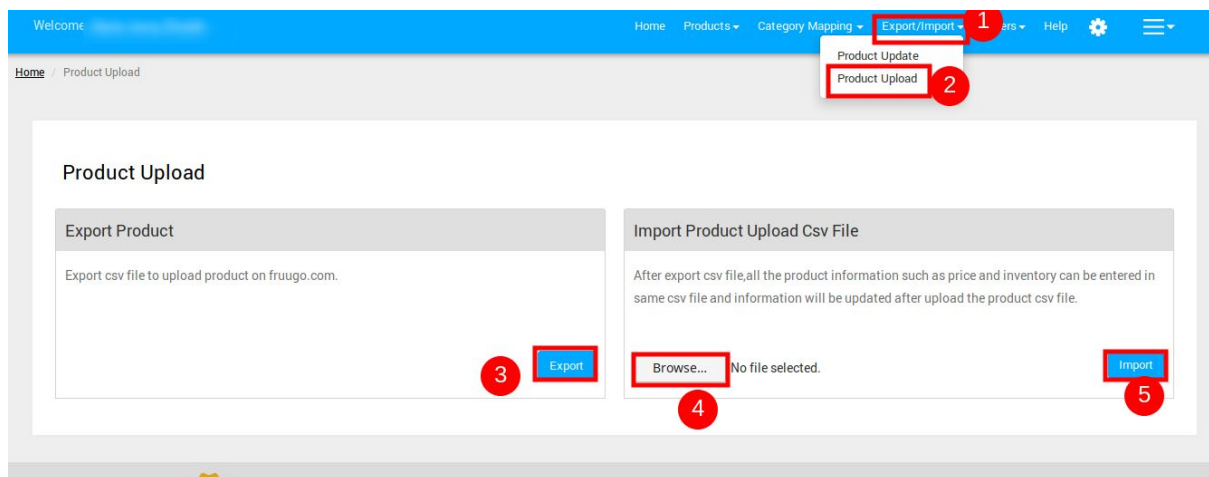 Welcome
Home Products Category Mapping Export/Import ers Help
1
Product Update
Product Upload
2
Home / Product Upload
Product Upload
Export Product
Export csv file to upload product on fruugo.com.
3
Export
Import Product Upload Csv File
After export csv file,all the product information such as price and inventory can be entered in
same csv file and information will be updated after upload the product csv file.
Browse... No file selected.
4
Import
5